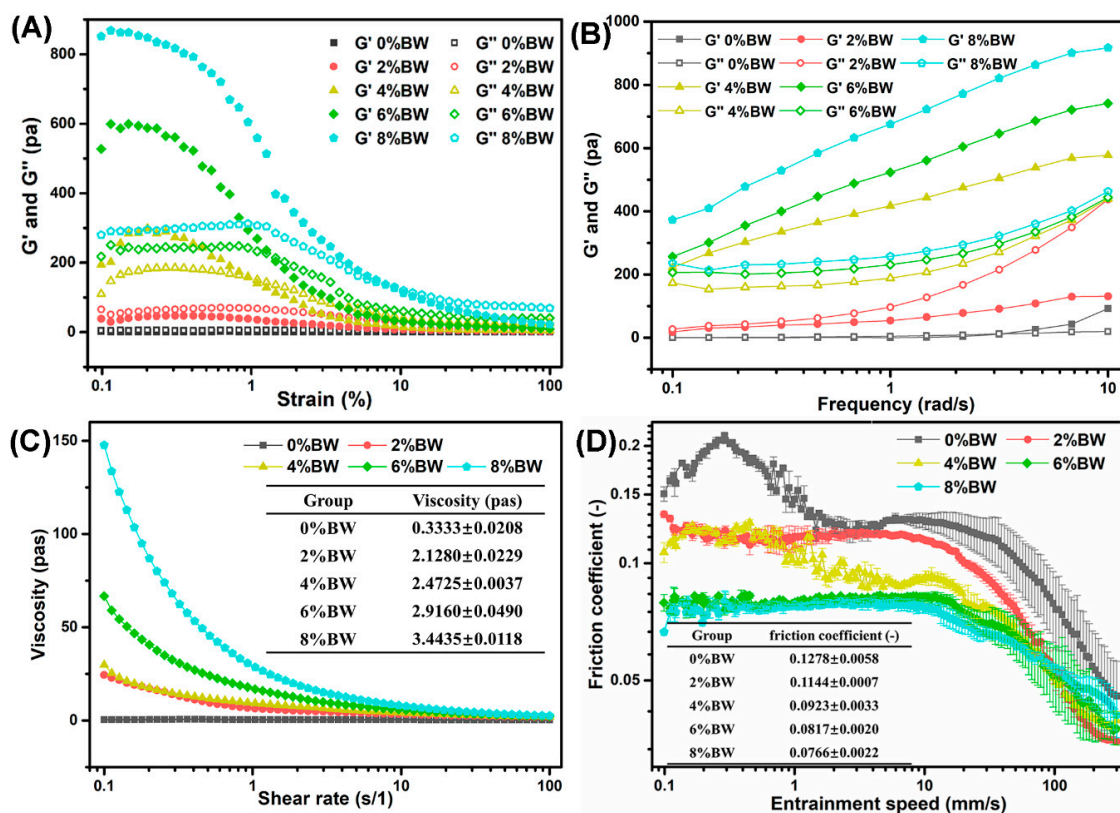 (A)
G' 0%BW G'' 0%BW
G' 2%BW G'' 2%BW
G' 4%BW G'' 4%BW
G' 6%BW G'' 6%BW
G' 8%BW G'' 8%BW
G' and G'' (pa)
800
600
400
200
0
0.1 1 10 100
Strain (%)
(B)
G' 0%BW G' 2%BW G' 8%BW
G'' 0%BW G'' 2%BW G'' 8%BW
G' 4%BW G' 6%BW
G'' 4%BW G'' 6%BW
G' and G'' (pa)
1000
800
600
400
200
0
0.1 1 10
Frequency (rad/s)
(C)
0%BW 2%BW
4%BW 6%BW 8%BW
Group Viscosity (pas)
0%BW 0.3333±0.0208
2%BW 2.1280±0.0229
4%BW 2.4725±0.0037
6%BW 2.9160±0.0490
8%BW 3.4435±0.0118
Viscosity (pas)
150
100
50
0
0.1 1 10 100
Shear rate (s/1)
(D)
0%BW 2%BW
4%BW 6%BW
8%BW
Friction coefficient (-)
0.2
0.15
0.1
0.05
Group friction coefficient (-)
0%BW 0.1278±0.0058
2%BW 0.1144±0.0007
4%BW 0.0923±0.0033
6%BW 0.0817±0.0020
8%BW 0.0766±0.0022
0.1 1 10 100
Entrainment speed (mm/s)